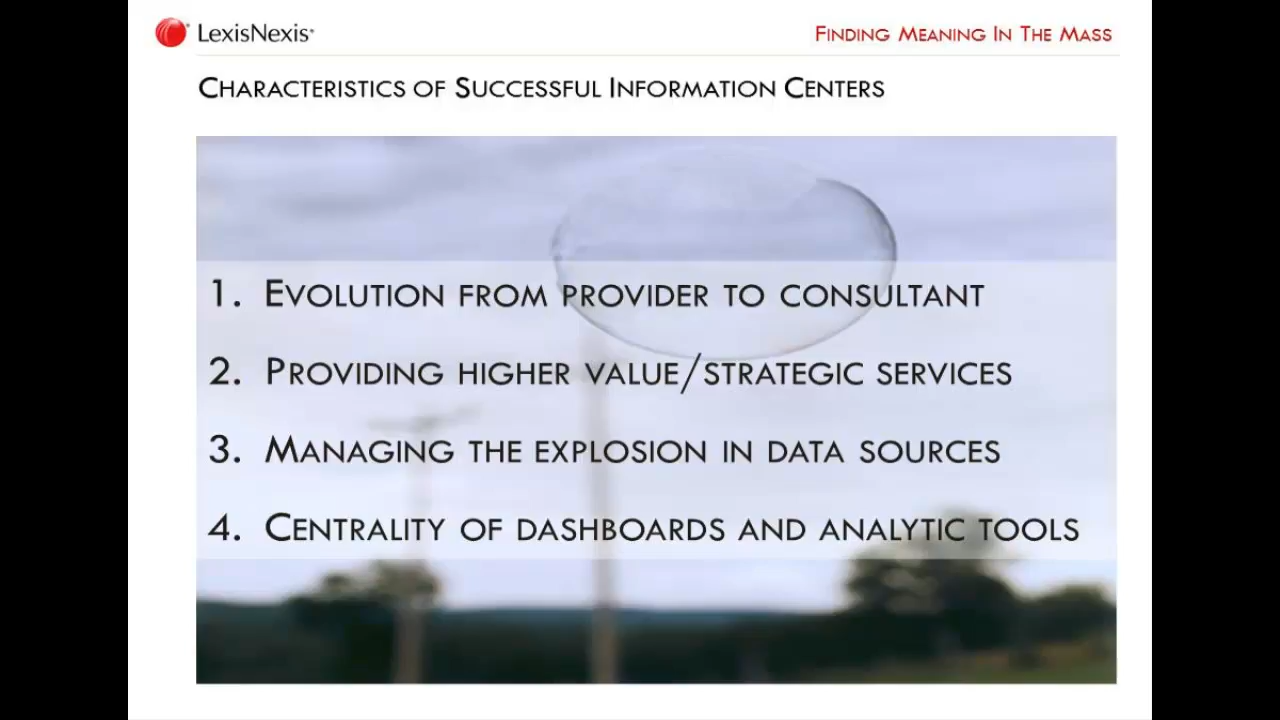 LexisNexis®
Finding Meaning In The Mass
Characteristics of Successful Information Centers
1. Evolution from provider to consultant
2. Providing higher value/strategic services
3. Managing the explosion in data sources
4. Centrality of dashboards and analytic tools